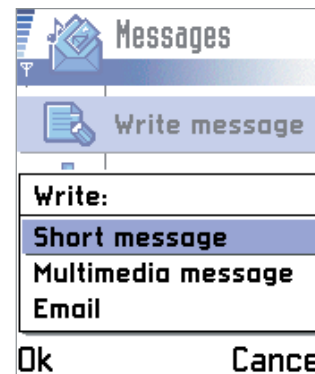 Messages
Write message
Write:
Short message
Multimedia message
Email
Ok Cance